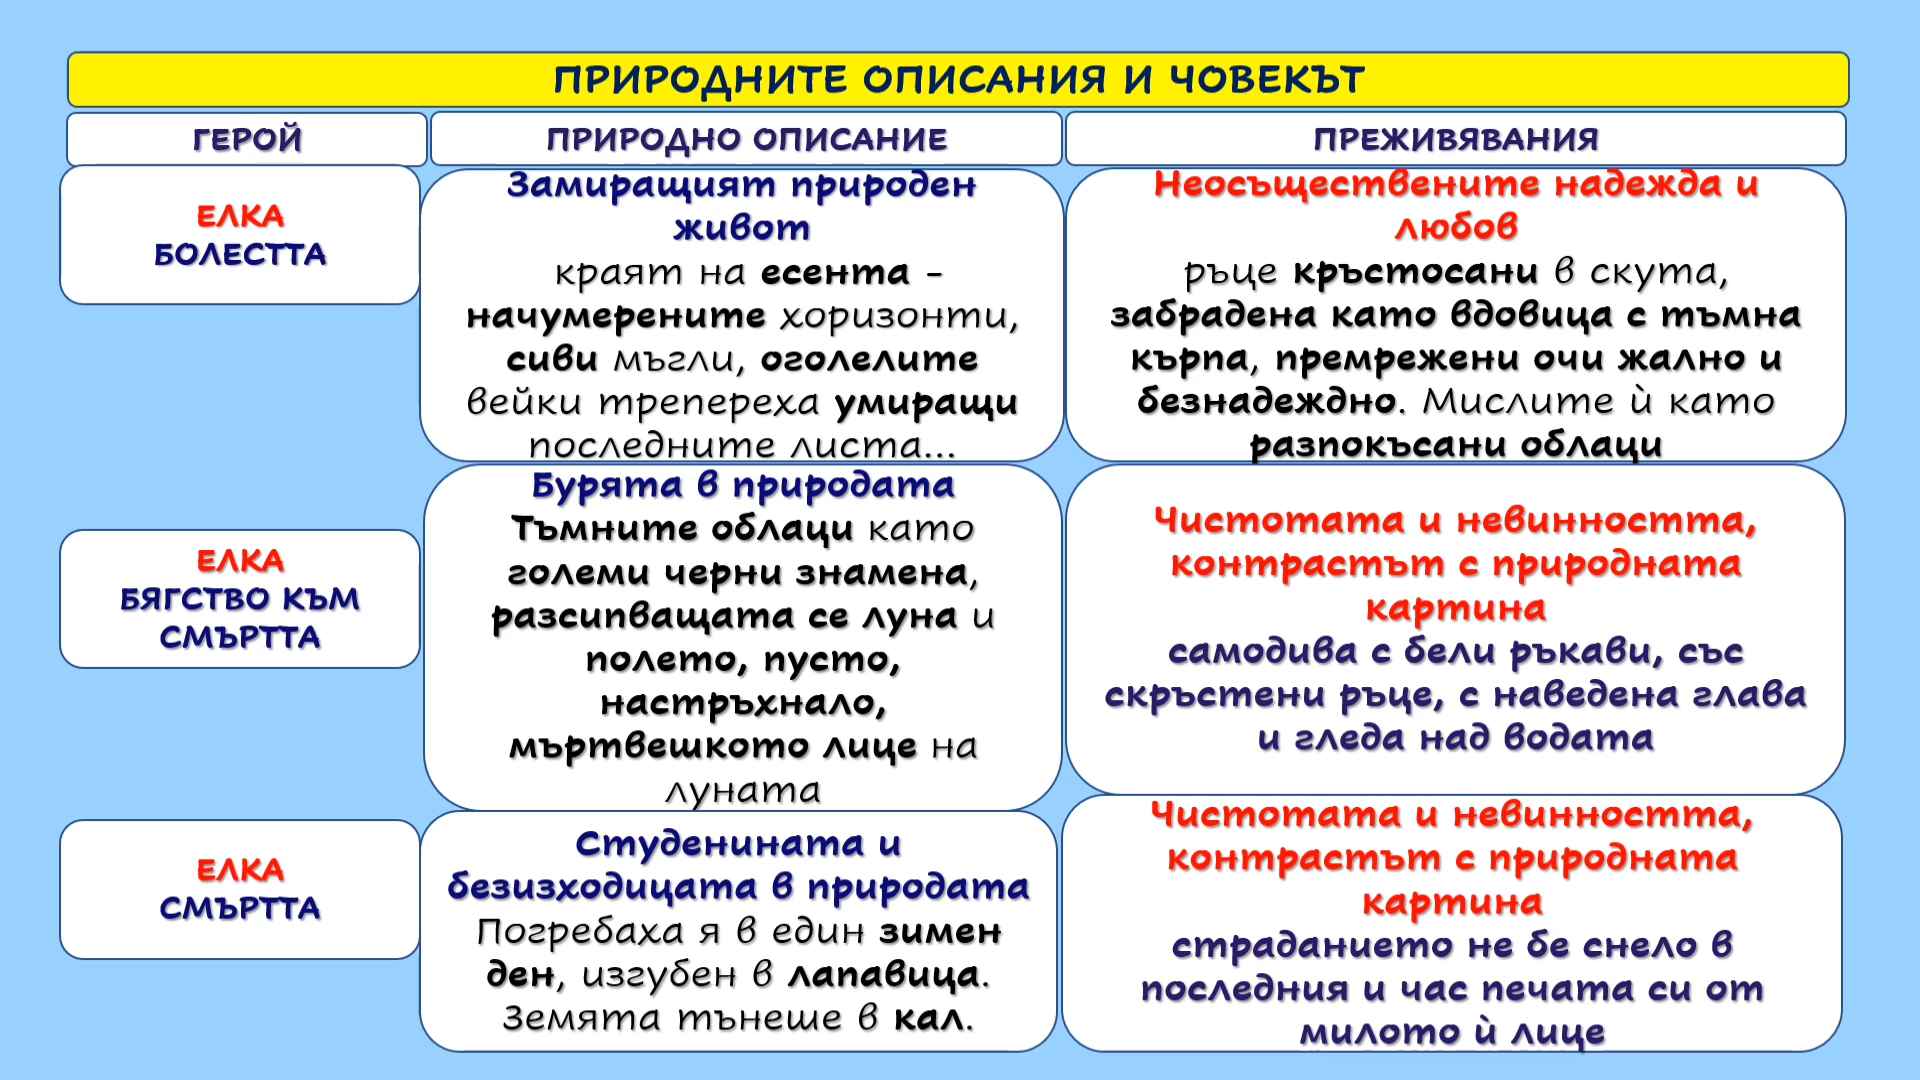 ПРИРОДНИТЕ ОПИСАНИЯ И ЧОВЕКЪТ
ГЕРОЙ
ПРИРОДНО ОПИСАНИЕ
ПРЕЖИВЯВАНИЯ
ЕЛКА
БОЛЕСТТА
Замиращият природен
живот
краят на есента -
начумерените хоризонти,
сиви мъгли, оголелите
вейки трепереха умиращи
последните листа...
Неосъществените надежда и
любов
ръце кръстосани в скута,
забрадена като вдовица с тъмна
кърпа, премрежени очи жално и
безнадеждно. Мислите ѝ като
разпокъсани облаци
ЕЛКА
БЯГСТВО КЪМ
СМЪРТТА
Бурята в природата
Тъмните облаци като
големи черни знамена,
разсипващата се луна и
полето, пусто,
настръхнало,
мъртвешкото лице на
луната
Чистотата и невинността,
контрастът с природната
картина
самодива с бели ръкави, със
скръстени ръце, с наведена глава
и гледа над водата
ЕЛКА
СМЪРТТА
Студенината и
безизходицата в природата
Погребаха я в един зимен
ден, изгубен в лапавица.
Земята тънеше в кал.
Чистотата и невинността,
контрастът с природната
картина
страданието не бе снело в
последния и час печата си от
милото ѝ лице